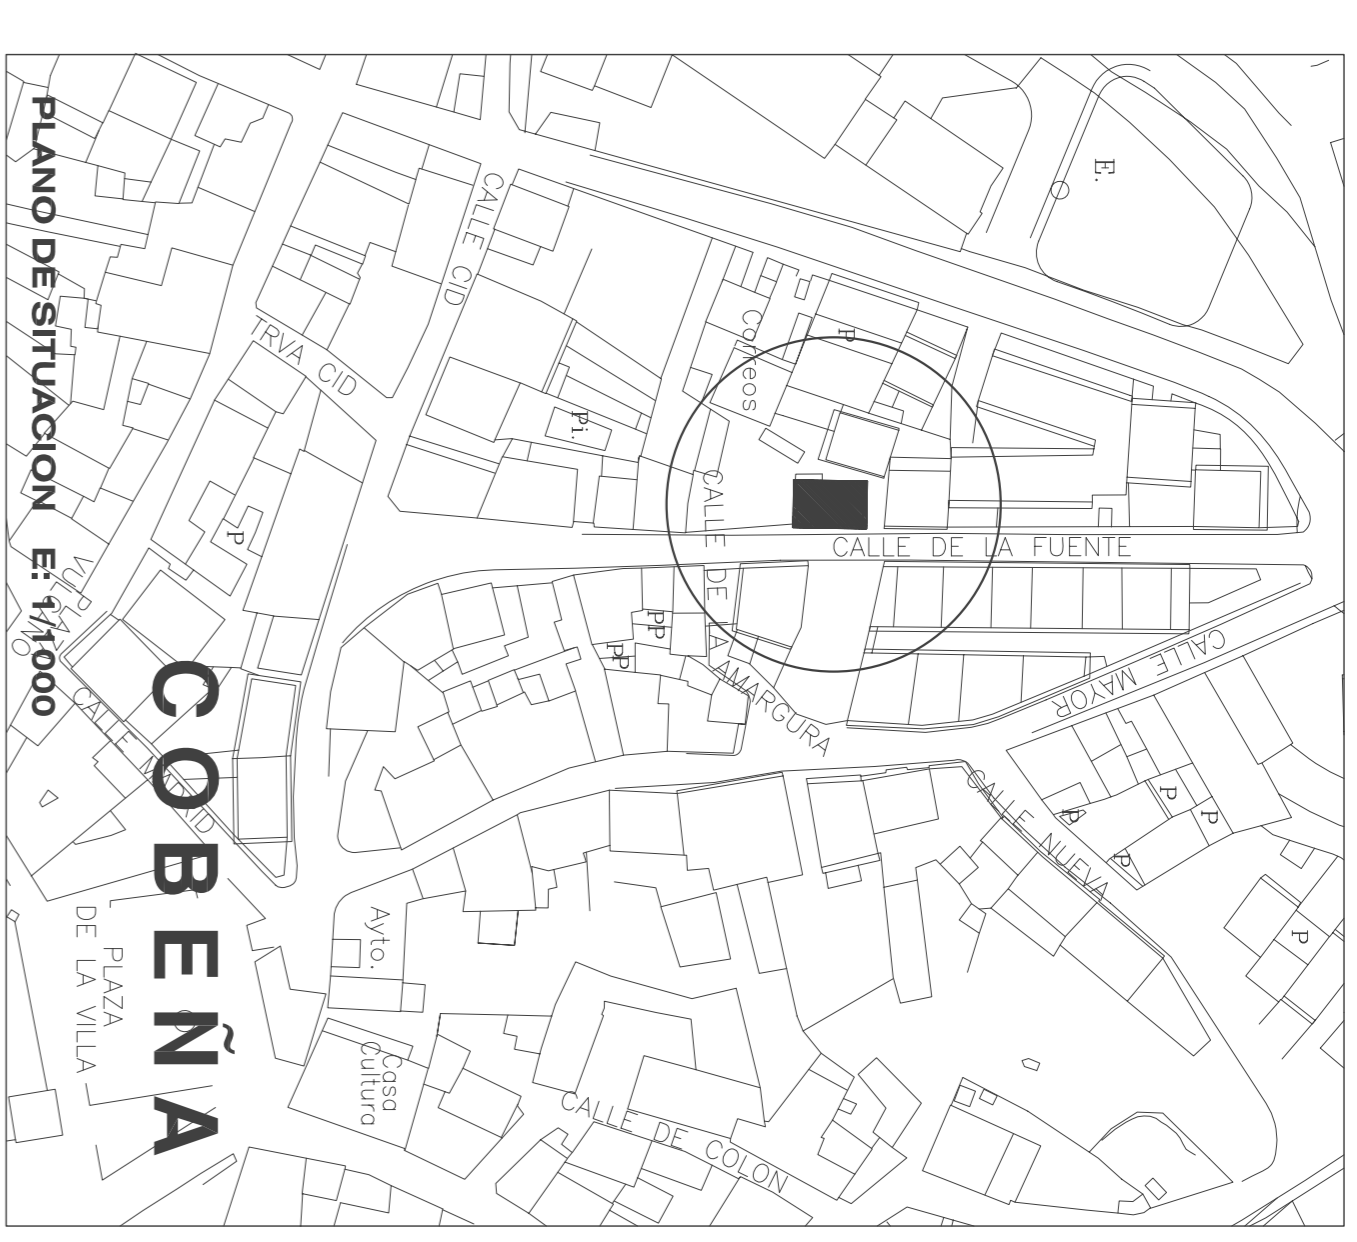 PLANO DE SITUACION E: 1/1000
COBEÑA
CALLE CID
TRVA CID
E.
Correos
P
Pi.
P
CALLE DE LA AMARGURA
CALLE DE LA FUENTE
PP
PP
CALLE MAYOR
CALLE NUEVA
P
P
P
P
P
CALLE MADRID
PLAZA
DE LA VILLA
Ayto.
Casa
Cultura
CALLE DE COLON